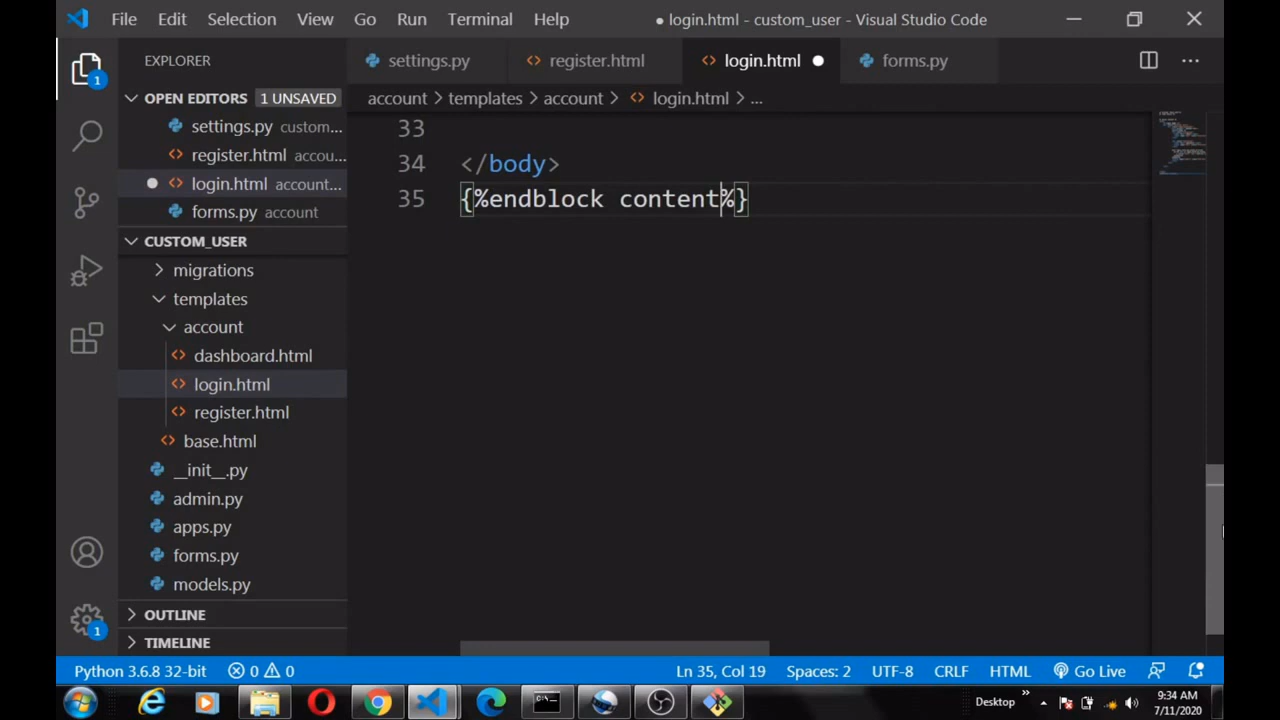 File Edit Selection View Go Run Terminal Help ● login.html - custom_user - Visual Studio Code
EXPLORER
settings.py register.html login.html forms.py
OPEN EDITORS 1 UNSAVED
account > templates > account > login.html > ...
settings.py custom...
register.html accou...
login.html account...
forms.py account
CUSTOM_USER
migrations
templates
account
dashboard.html
login.html
register.html
base.html
__init__.py
admin.py
apps.py
forms.py
models.py
OUTLINE
TIMELINE
33
34 </body>
35 {%endblock content%}
1
1
Python 3.6.8 32-bit 0 0 Ln 35, Col 19 Spaces: 2 UTF-8 CRLF HTML Go Live
Desktop » 9:34 AM
7/11/2020